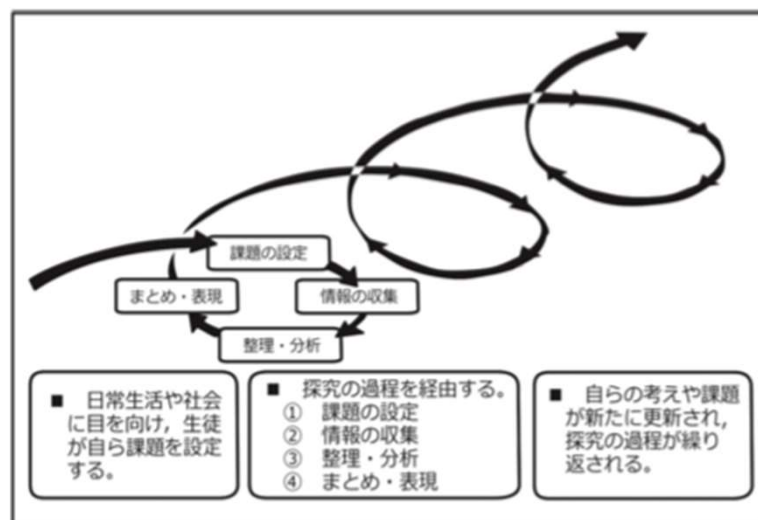 課題の設定
まとめ・表現
情報の収集
整理・分析
■　日常生活や社会
に目を向け，生徒
が自ら課題を設定
する。
■　探究の過程を経由する。
①　課題の設定
②　情報の収集
③　整理・分析
④　まとめ・表現
■　自らの考えや課題
が新たに更新され，
探究の過程が繰り
返される。